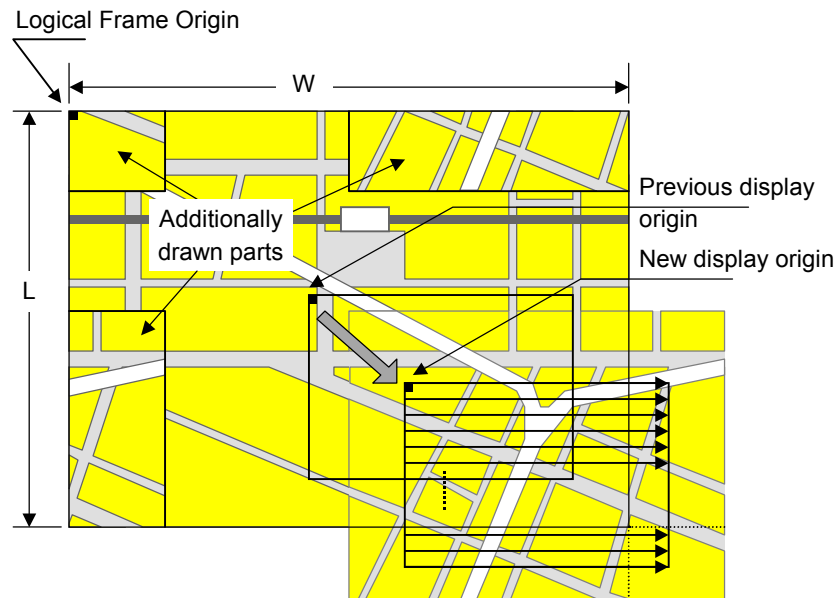 Logical Frame Origin
W
Previous display
origin
Additionally
drawn parts
New display origin
L